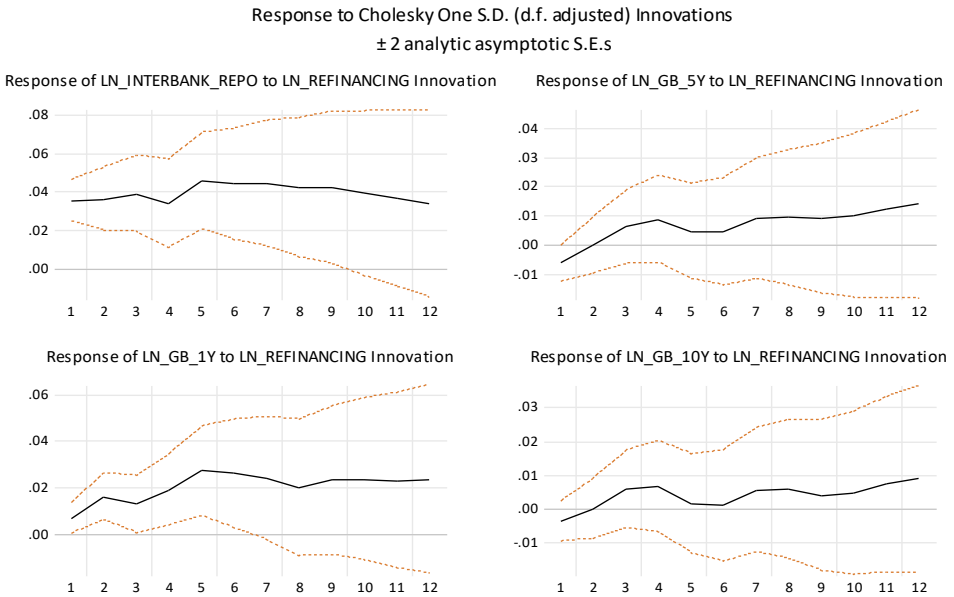 Response to Cholesky One S.D. (d.f. adjusted) Innovations
± 2 analytic asymptotic S.E.s
Response of LN_INTERBANK_REPO to LN_REFINANCING Innovation
.08
.06
.04
.02
.00
1 2 3 4 5 6 7 8 9 10 11 12
Response of LN_GB_5Y to LN_REFINANCING Innovation
.04
.03
.02
.01
.00
-.01
1 2 3 4 5 6 7 8 9 10 11 12
Response of LN_GB_1Y to LN_REFINANCING Innovation
.06
.04
.02
.00
1 2 3 4 5 6 7 8 9 10 11 12
Response of LN_GB_10Y to LN_REFINANCING Innovation
.03
.02
.01
.00
-.01
1 2 3 4 5 6 7 8 9 10 11 12